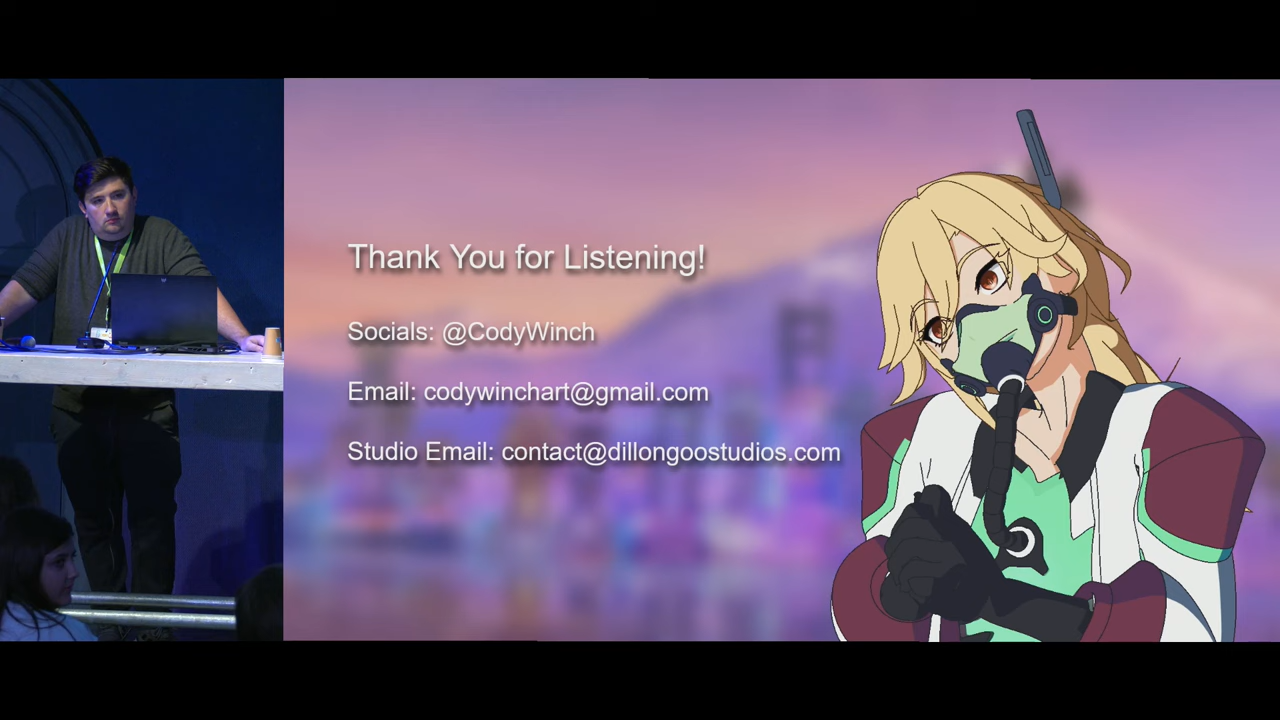 Thank You for Listening!
Socials: @CodyWinch
Email: codywinchart@gmail.com
Studio Email: contact@dillongoostudios.com